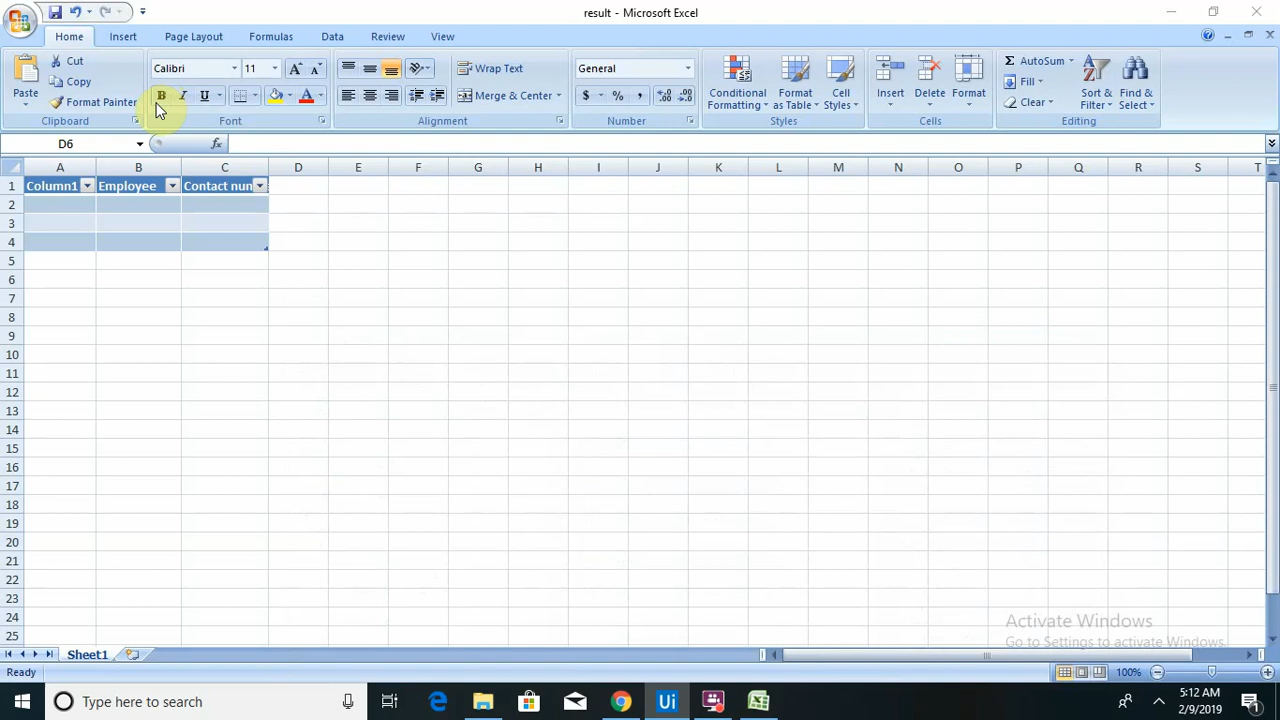 result - Microsoft Excel
Home Insert Page Layout Formulas Data Review View
Paste
Cut
Copy
Format Painter
Clipboard
Calibri 11
B I U
Font
Wrap Text
Merge & Center
Alignment
General
$ % ,
Number
Conditional Formatting
Format as Table
Cell Styles
Styles
Insert
Delete
Format
Cells
Σ AutoSum
Fill
Clear
Sort & Filter
Find & Select
Editing
D6 fx
A B C D E F G H I J K L M N O P Q R S T
1 Column1 Employee Contact num
2
3
4
5
6
7
8
9
10
11
12
13
14
15
16
17
18
19
20
21
22
23
24
25
Activate Windows
Go to Settings to activate Windows.
Sheet1
Ready 100%
Type here to search
Ui
5:12 AM
2/9/2019